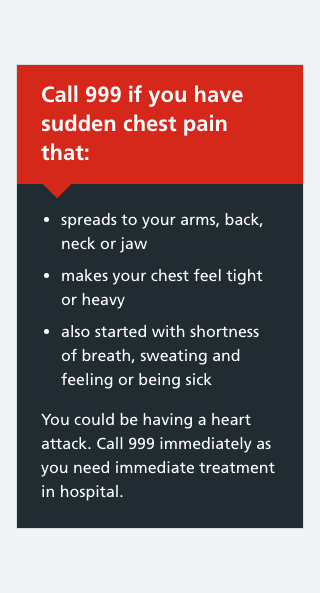 Call 999 if you have
sudden chest pain
that:
• spreads to your arms, back,
neck or jaw
• makes your chest feel tight
or heavy
• also started with shortness
of breath, sweating and
feeling or being sick
You could be having a heart
attack. Call 999 immediately as
you need immediate treatment
in hospital.